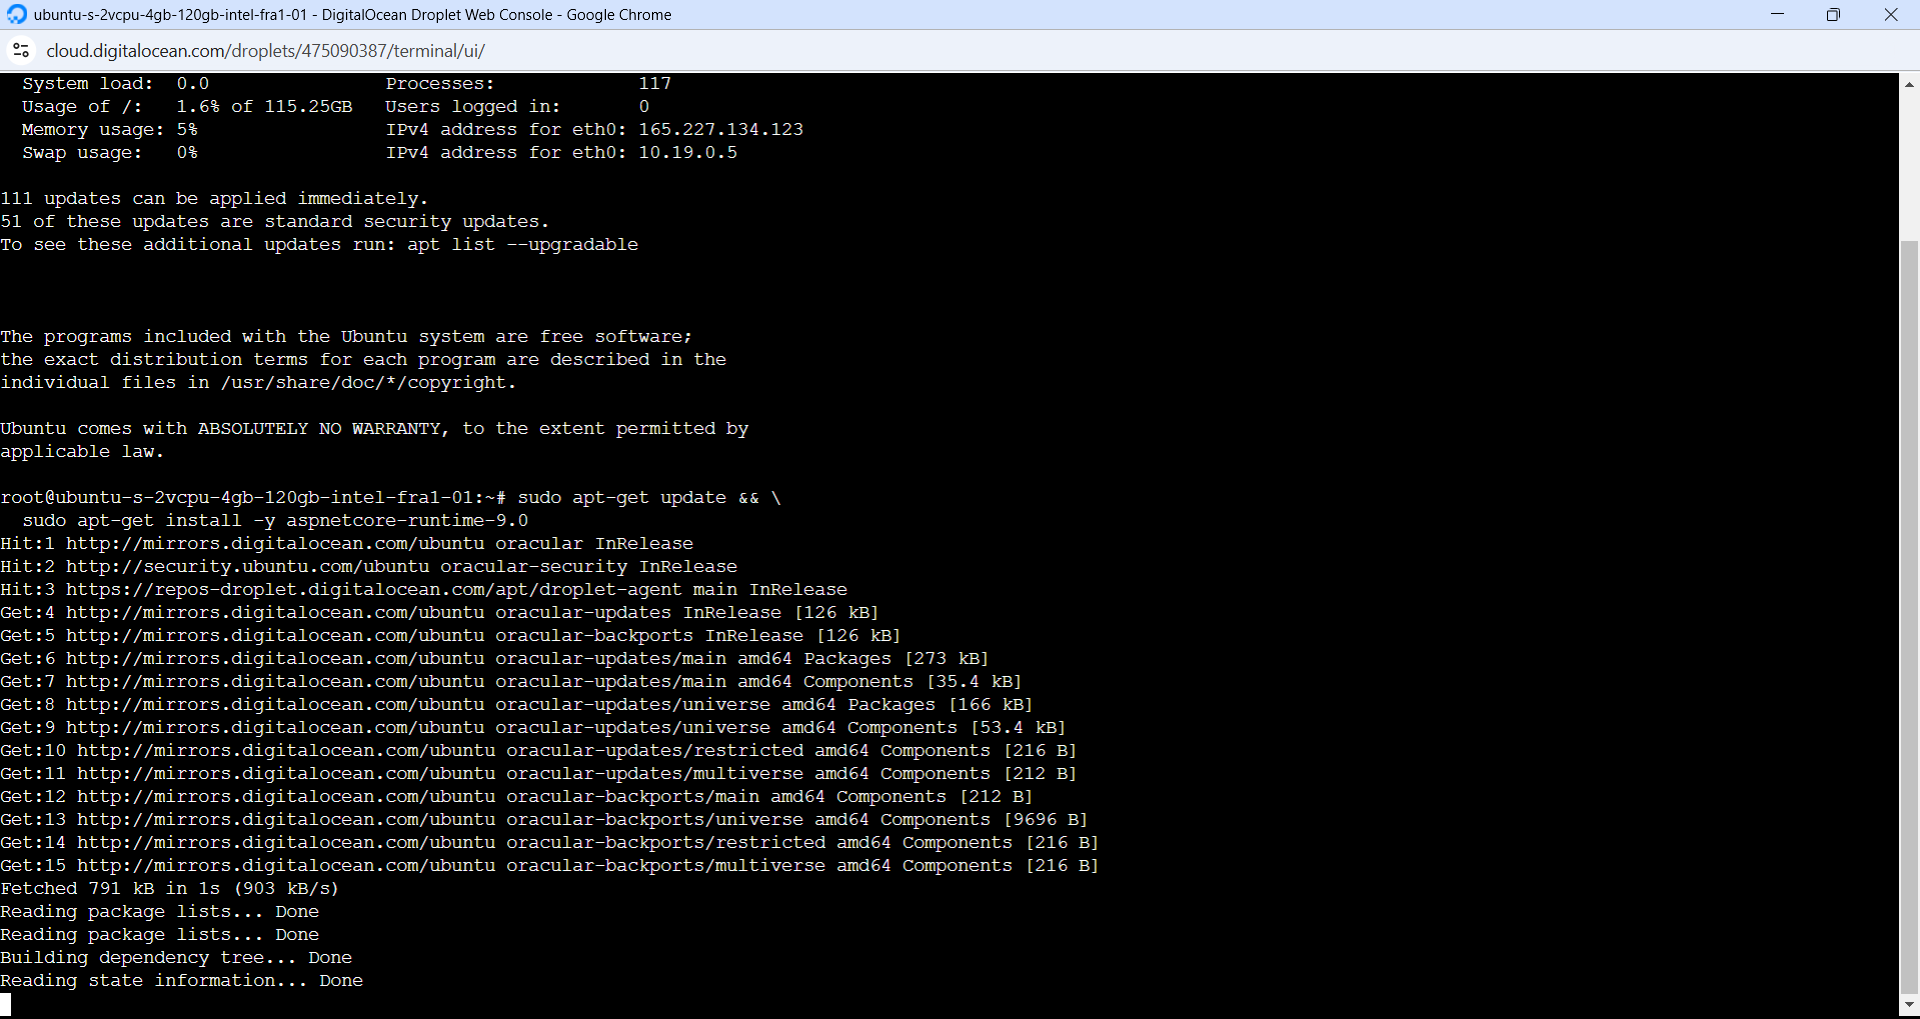 ubuntu-s-2vcpu-4gb-120gb-intel-fra1-01 - DigitalOcean Droplet Web Console - Google Chrome
cloud.digitalocean.com/droplets/475090387/terminal/ui/
System load: 0.0 Processes: 117
Usage of /: 1.6% of 115.25GB Users logged in: 0
Memory usage: 5% IPv4 address for eth0: 165.227.134.123
Swap usage: 0% IPv4 address for eth0: 10.19.0.5
111 updates can be applied immediately.
51 of these updates are standard security updates.
To see these additional updates run: apt list --upgradable
The programs included with the Ubuntu system are free software;
the exact distribution terms for each program are described in the
individual files in /usr/share/doc/*/copyright.
Ubuntu comes with ABSOLUTELY NO WARRANTY, to the extent permitted by
applicable law.
root@ubuntu-s-2vcpu-4gb-120gb-intel-fra1-01:~# sudo apt-get update && \
sudo apt-get install -y aspnetcore-runtime-9.0
Hit:1 http://mirrors.digitalocean.com/ubuntu oracular InRelease
Hit:2 http://security.ubuntu.com/ubuntu oracular-security InRelease
Hit:3 https://repos-droplet.digitalocean.com/apt/droplet-agent main InRelease
Get:4 http://mirrors.digitalocean.com/ubuntu oracular-updates InRelease [126 kB]
Get:5 http://mirrors.digitalocean.com/ubuntu oracular-backports InRelease [126 kB]
Get:6 http://mirrors.digitalocean.com/ubuntu oracular-updates/main amd64 Packages [273 kB]
Get:7 http://mirrors.digitalocean.com/ubuntu oracular-updates/main amd64 Components [35.4 kB]
Get:8 http://mirrors.digitalocean.com/ubuntu oracular-updates/universe amd64 Packages [166 kB]
Get:9 http://mirrors.digitalocean.com/ubuntu oracular-updates/universe amd64 Components [53.4 kB]
Get:10 http://mirrors.digitalocean.com/ubuntu oracular-updates/restricted amd64 Components [216 B]
Get:11 http://mirrors.digitalocean.com/ubuntu oracular-updates/multiverse amd64 Components [212 B]
Get:12 http://mirrors.digitalocean.com/ubuntu oracular-backports/main amd64 Components [212 B]
Get:13 http://mirrors.digitalocean.com/ubuntu oracular-backports/universe amd64 Components [9696 B]
Get:14 http://mirrors.digitalocean.com/ubuntu oracular-backports/restricted amd64 Components [216 B]
Get:15 http://mirrors.digitalocean.com/ubuntu oracular-backports/multiverse amd64 Components [216 B]
Fetched 791 kB in 1s (903 kB/s)
Reading package lists... Done
Reading package lists... Done
Building dependency tree... Done
Reading state information... Done